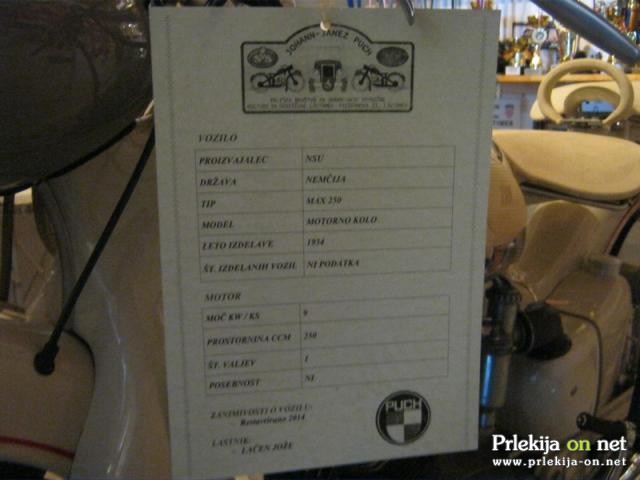 JOHANN-JANEZ PUCH
VOZILO
PROIZVAJALEC NSU
DRŽAVA NEMČIJA
TIP MAX 250
MODEL MOTORNO KOLO
LETO IZDELAVE 1934
ŠT. IZDELANIH VOZIL NI PODATKA
MOTOR
MOČ KW / KS 9
PROSTORNINA CCM 250
ŠT. VALJEV 1
POSEBNOST NI
ZANIMIVOSTI O VOZILU:
Restavrirano 2014
LASTNIK:
LAČEN JOŽE
PUCH
Prlekija on net
www.prlekija-on.net